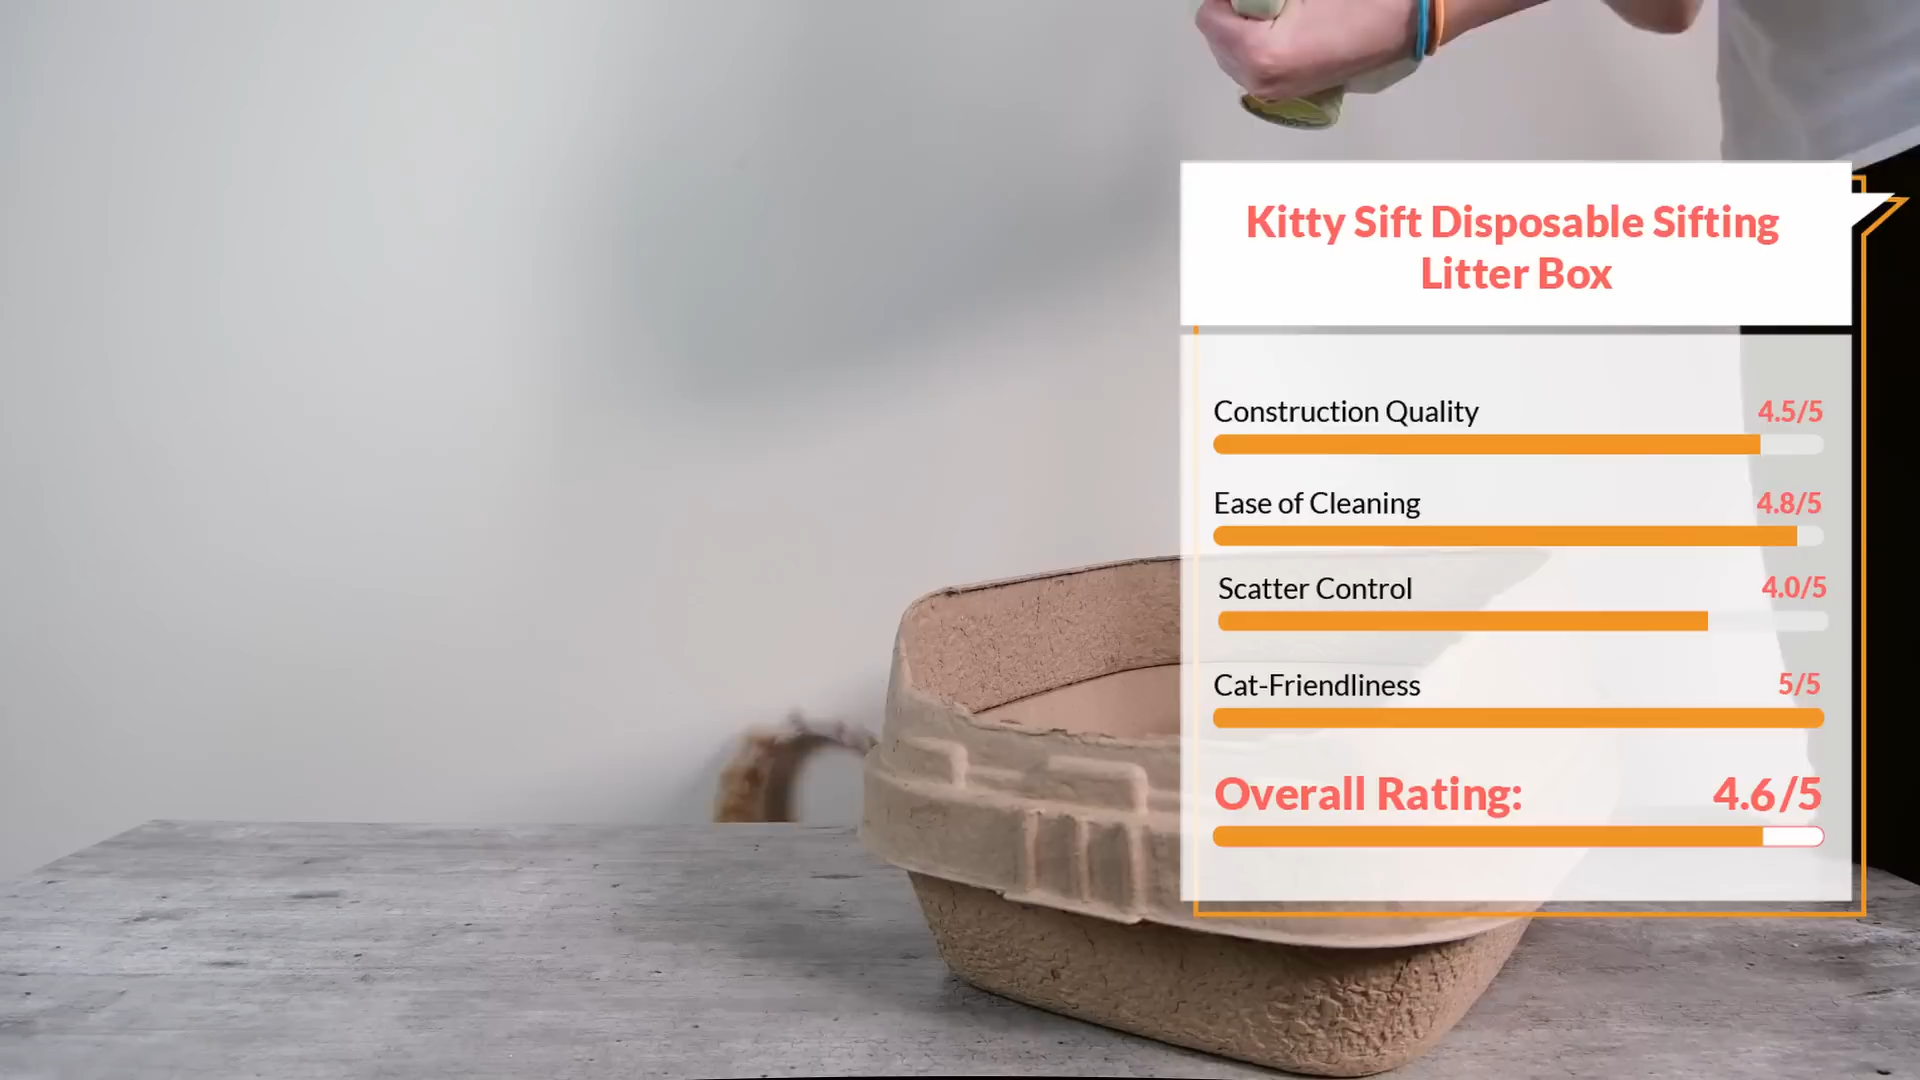 Kitty Sift Disposable Sifting
Litter Box
Construction Quality 4.5/5
Ease of Cleaning 4.8/5
Scatter Control 4.0/5
Cat-Friendliness 5/5
Overall Rating: 4.6/5